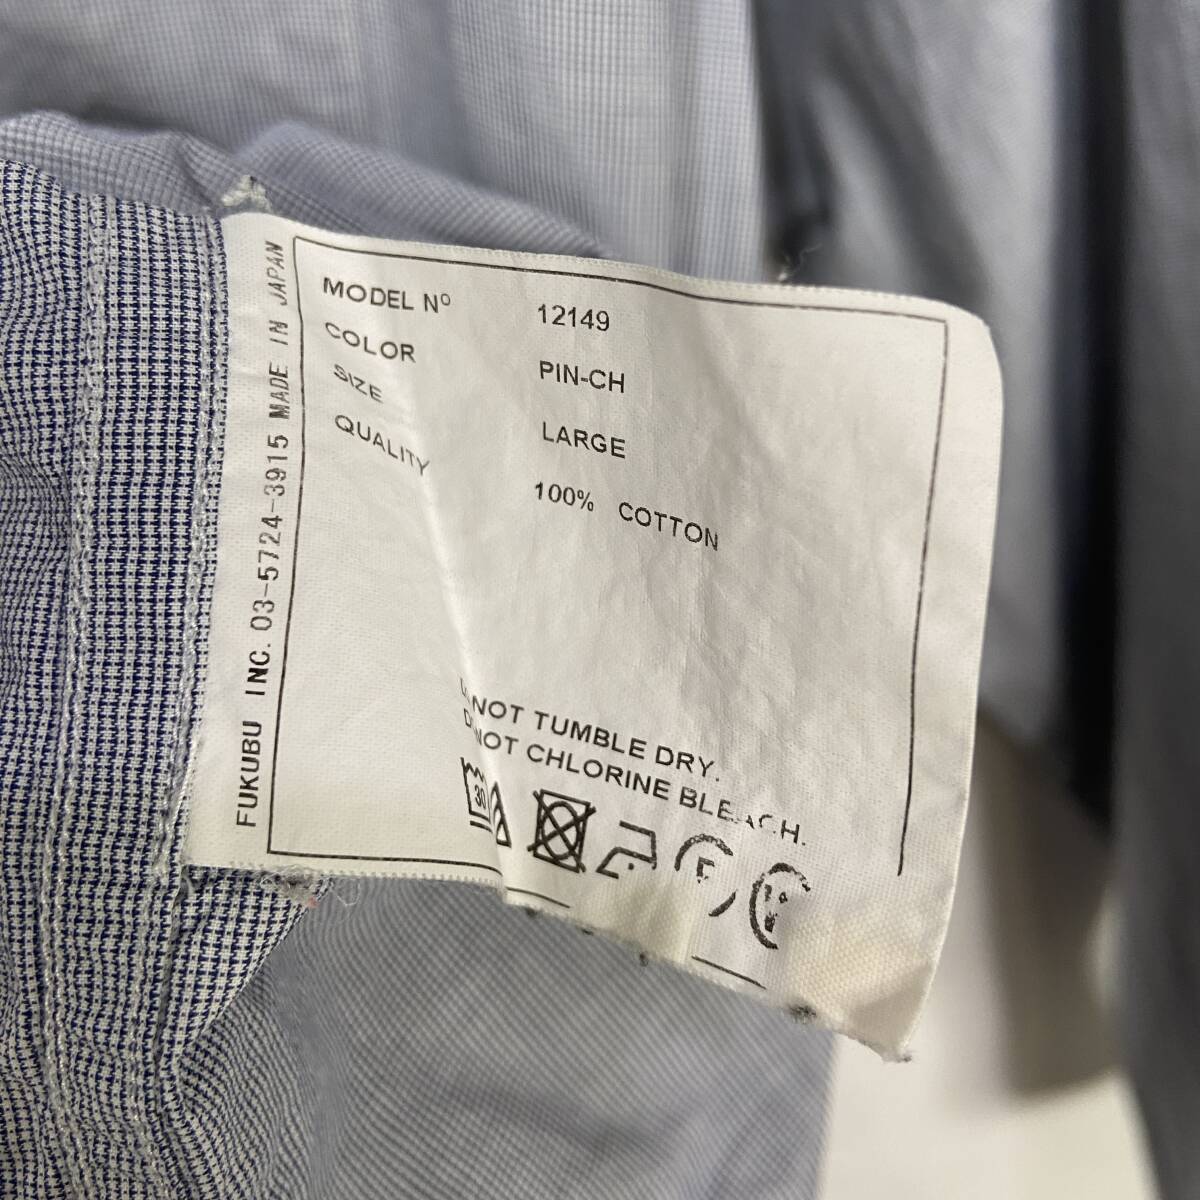 MODEL Nº 12149
COLOR PIN-CH
SIZE LARGE
QUALITY 100% COTTON
NOT TUMBLE DRY.
NOT CHLORINE BLEACH.
30
FUKUBU INC. 03-5724-3915 MADE IN JAPAN